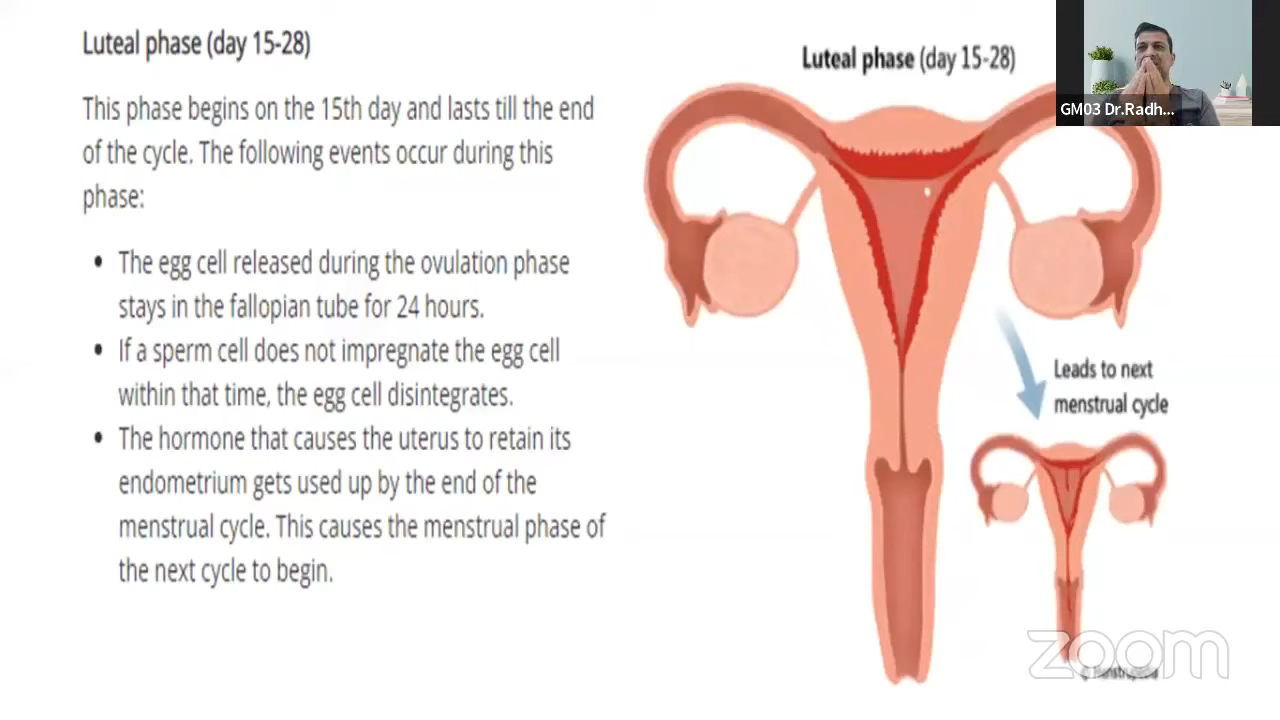 Luteal phase (day 15-28)
This phase begins on the 15th day and lasts till the end
of the cycle. The following events occur during this
phase:
• The egg cell released during the ovulation phase
stays in the fallopian tube for 24 hours.
• If a sperm cell does not impregnate the egg cell
within that time, the egg cell disintegrates.
• The hormone that causes the uterus to retain its
endometrium gets used up by the end of the
menstrual cycle. This causes the menstrual phase of
the next cycle to begin.
Luteal phase (day 15-28)
GM03 Dr.Radh...
Leads to next
menstrual cycle
zoom
© Menstrupedia